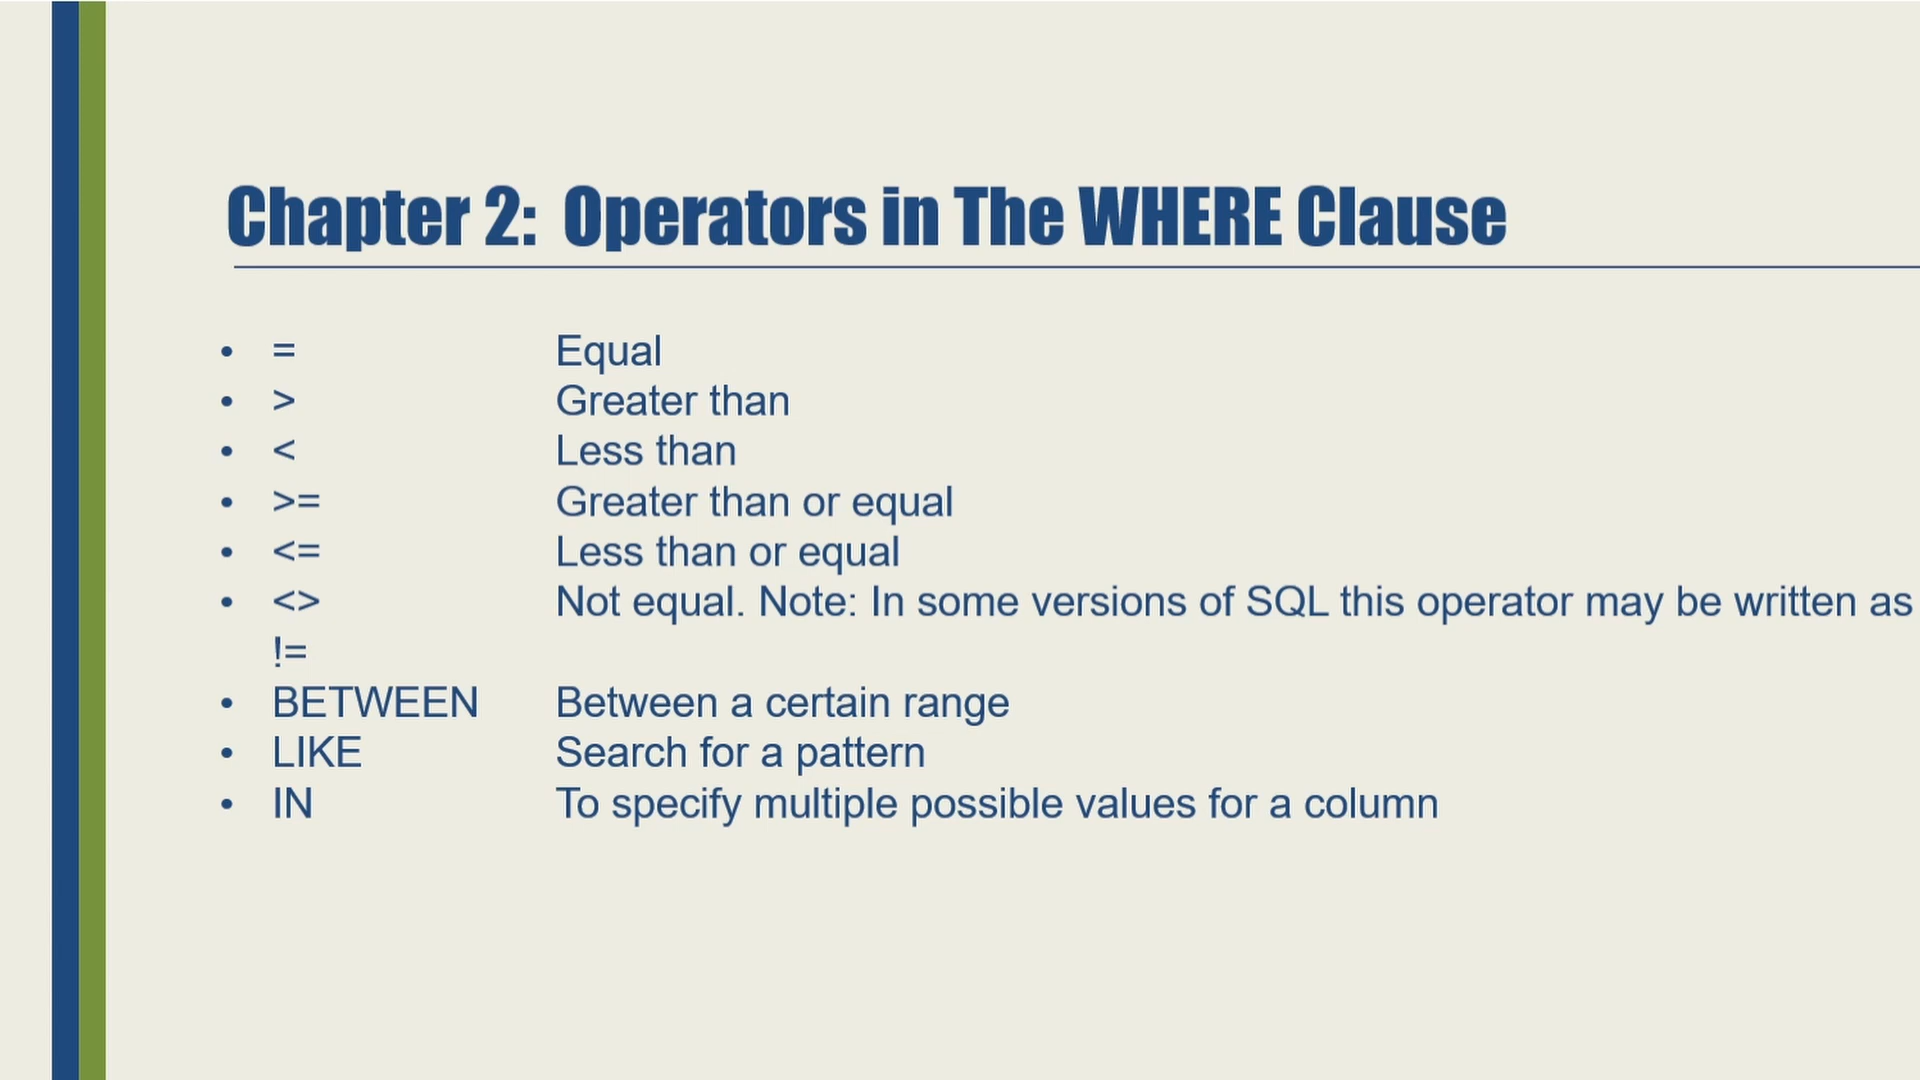 Chapter 2: Operators in The WHERE Clause
• = Equal
• > Greater than
• < Less than
• >= Greater than or equal
• <= Less than or equal
• <> Not equal. Note: In some versions of SQL this operator may be written as
!=
• BETWEEN Between a certain range
• LIKE Search for a pattern
• IN To specify multiple possible values for a column